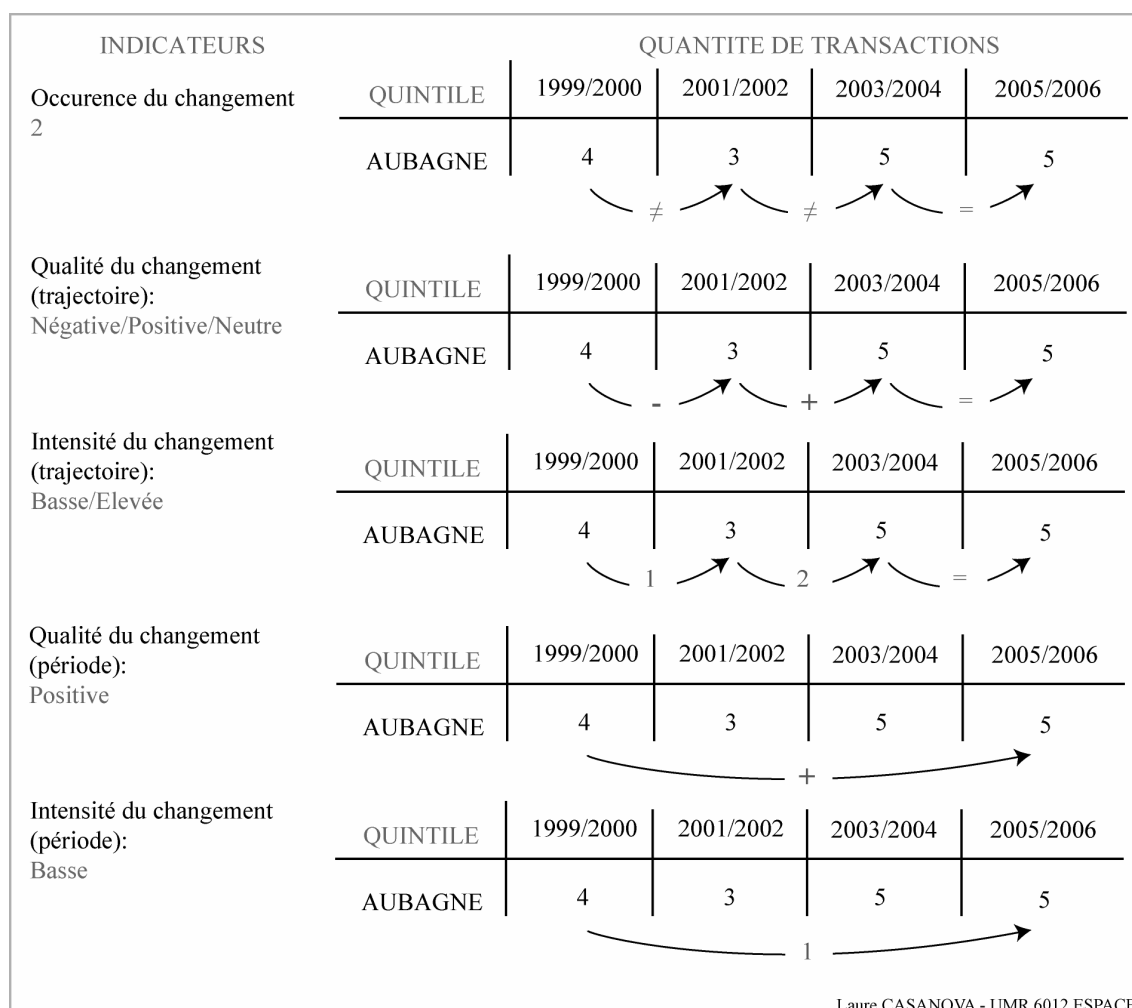 INDICATEURS QUANTITE DE TRANSACTIONS
Occurence du changement
2
QUINTILE 1999/2000 2001/2002 2003/2004 2005/2006
AUBAGNE 4 3 5 5
≠ ≠ =
Qualité du changement
(trajectoire):
Négative/Positive/Neutre
QUINTILE 1999/2000 2001/2002 2003/2004 2005/2006
AUBAGNE 4 3 5 5
- + =
Intensité du changement
(trajectoire):
Basse/Elevée
QUINTILE 1999/2000 2001/2002 2003/2004 2005/2006
AUBAGNE 4 3 5 5
1 2 =
Qualité du changement
(période):
Positive
QUINTILE 1999/2000 2001/2002 2003/2004 2005/2006
AUBAGNE 4 3 5 5
+
Intensité du changement
(période):
Basse
QUINTILE 1999/2000 2001/2002 2003/2004 2005/2006
AUBAGNE 4 3 5 5
1
Laure CASANOVA - UMR 6012 ESPACE